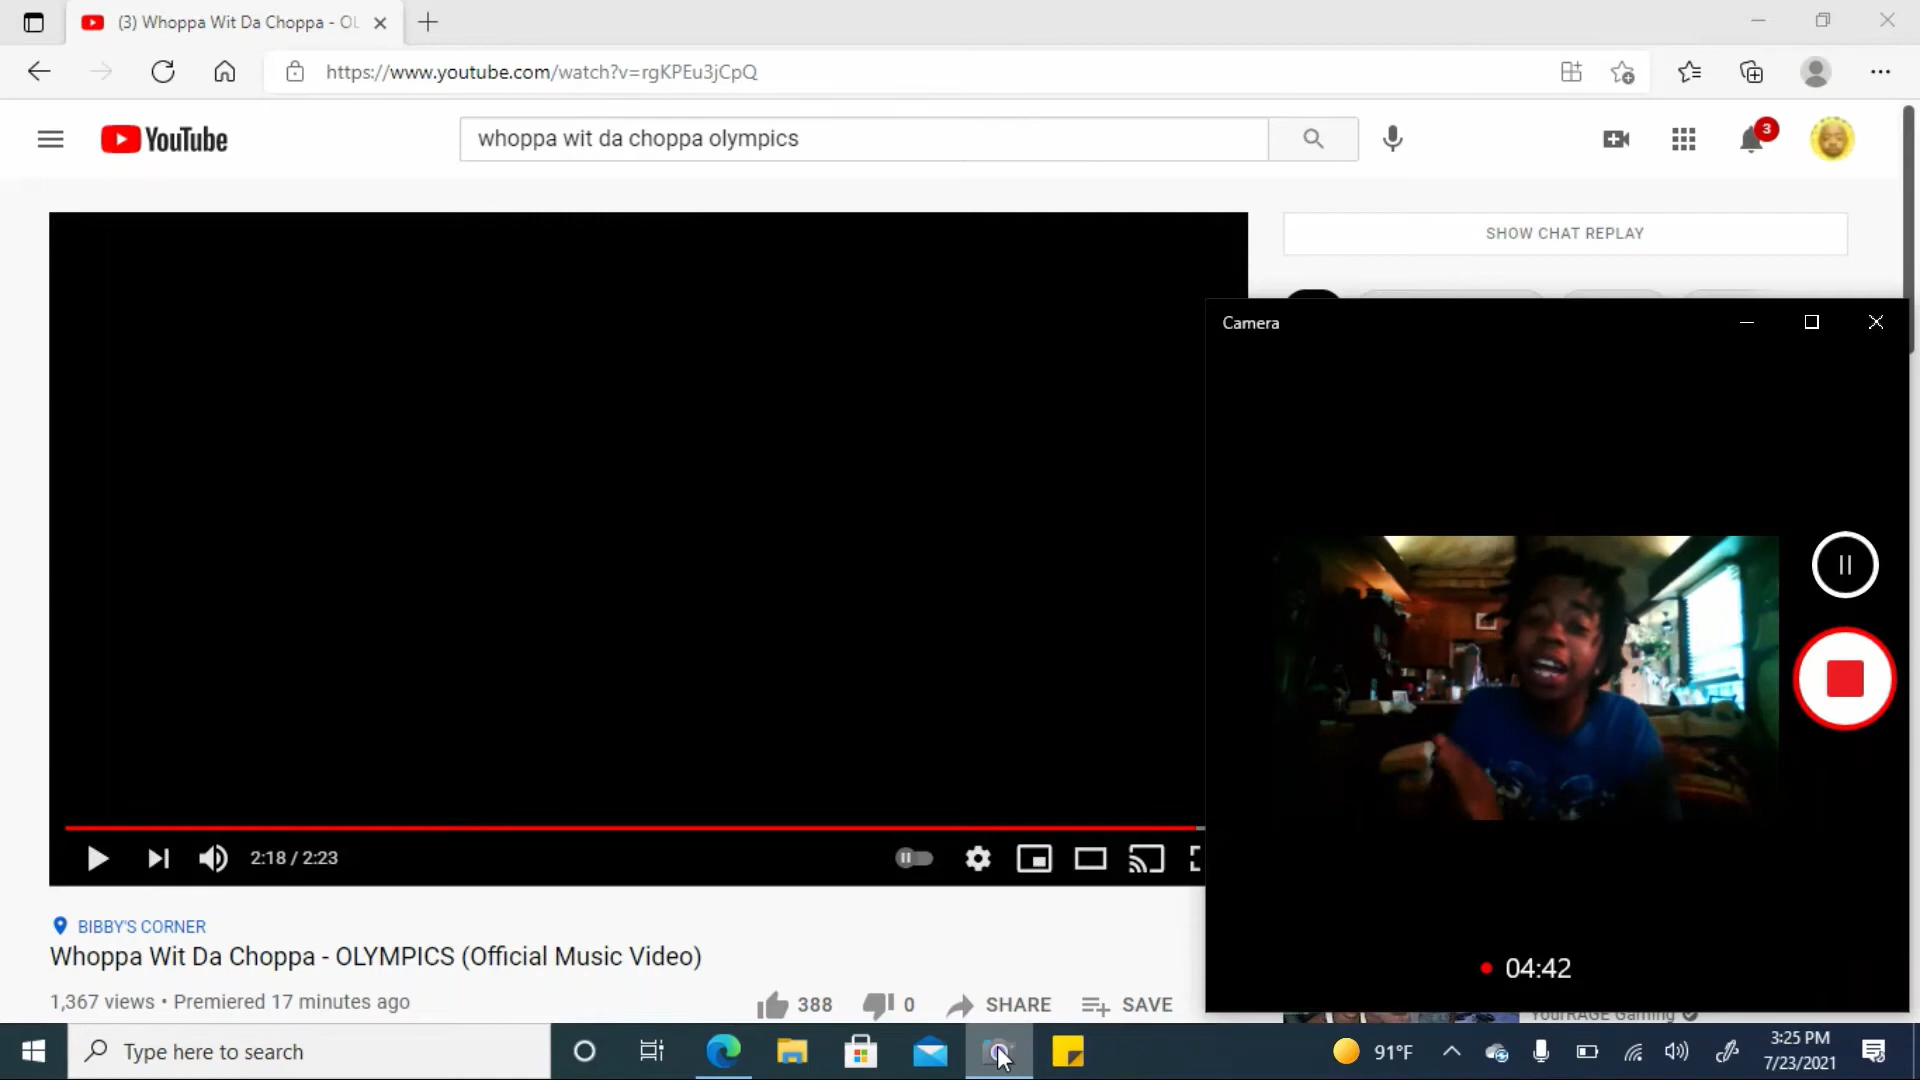 (3) Whoppa Wit Da Choppa - OL
https://www.youtube.com/watch?v=rgKPEu3jCpQ
YouTube
whoppa wit da choppa olympics
3
SHOW CHAT REPLAY
Camera
2:18 / 2:23
04:42
BIBBY'S CORNER
Whoppa Wit Da Choppa - OLYMPICS (Official Music Video)
1,367 views • Premiered 17 minutes ago
388
0
SHARE
SAVE
YourRAGE Gaming
Type here to search
91°F
3:25 PM
7/23/2021